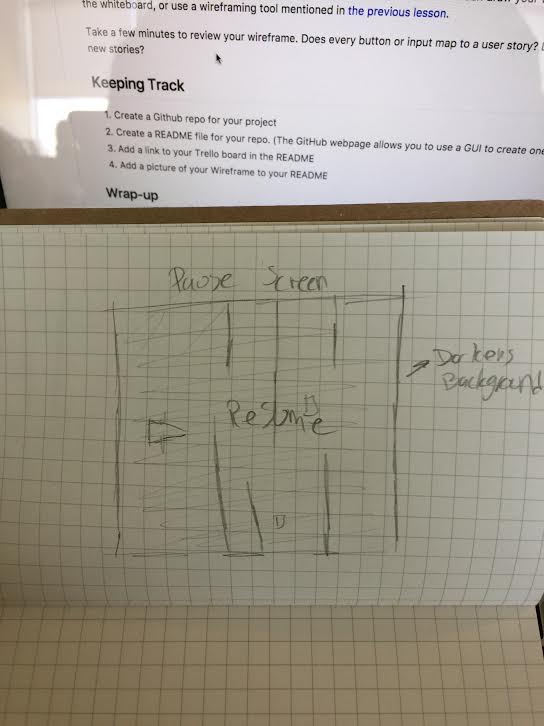 the whiteboard, or use a wireframing tool mentioned in the previous lesson.
Take a few minutes to review your wireframe. Does every button or input map to a user story?
new stories?
Keeping Track
1. Create a Github repo for your project
2. Create a README file for your repo. (The GitHub webpage allows you to use a GUI to create one
3. Add a link to your Trello board in the README
4. Add a picture of your Wireframe to your README
Wrap-up
Pause Screen
Darkens
Background
Resume